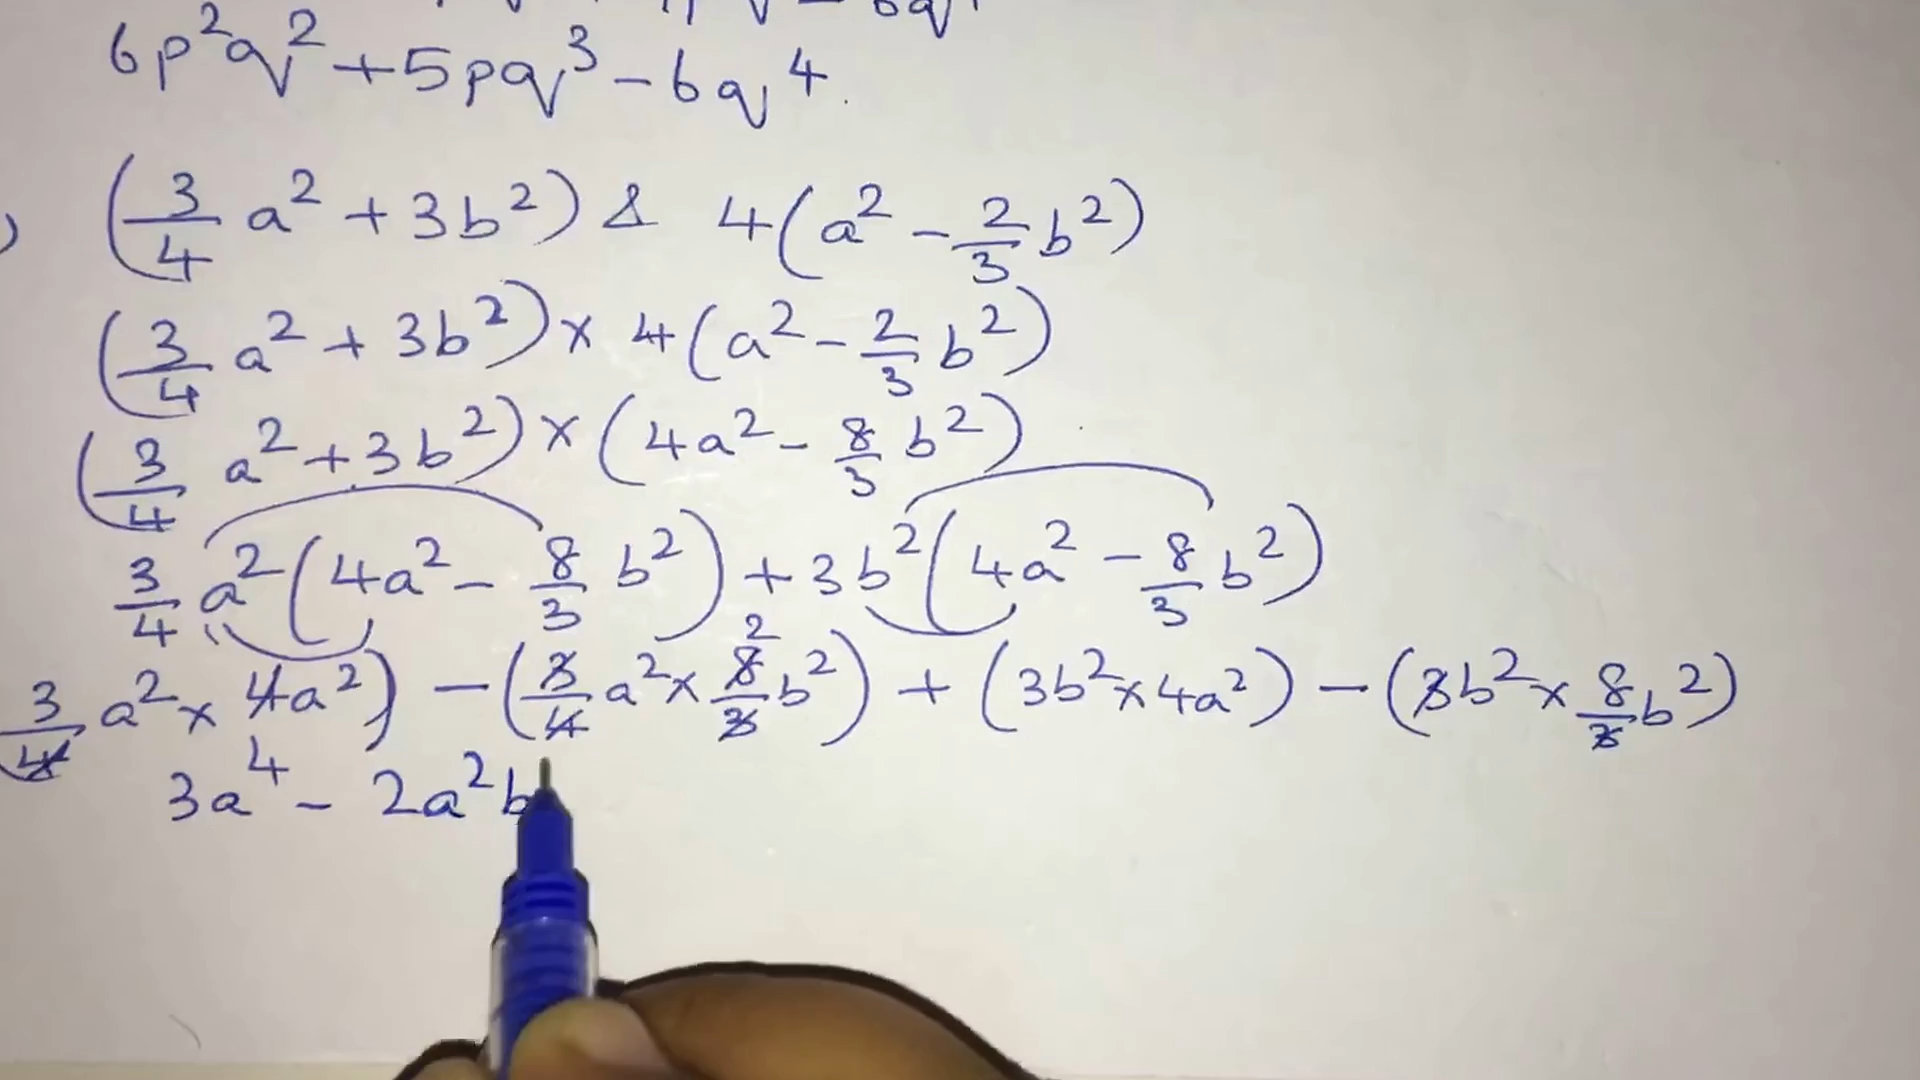 6p²q²+5pq³-6q⁴.
) (3/4 a²+3b²) & 4(a²-2/3 b²)
(3/4 a²+3b²)×4(a²-2/3 b²)
(3/4 a²+3b²)×(4a²-8/3 b²)
3/4 a²(4a²-8/3 b²)+3b²(4a²-8/3 b²)
3/4 a²×4a²) -(3/4 a²×8/3 b²)+(3b²×4a²)-(3b²×8/3 b²)
2
3a⁴-2a²b